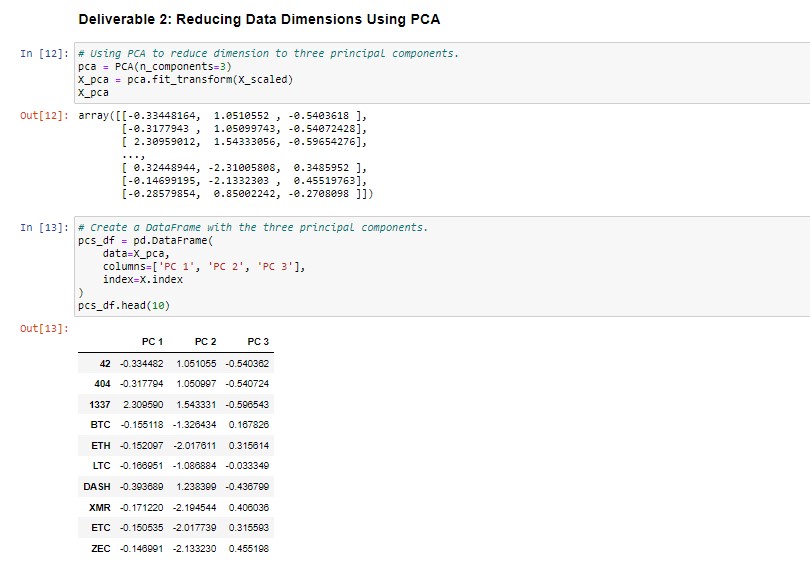 Deliverable 2: Reducing Data Dimensions Using PCA
In [12]: # Using PCA to reduce dimension to three principal components.
pca = PCA(n_components=3)
X_pca = pca.fit_transform(X_scaled)
X_pca
Out[12]: array([[-0.33448164, 1.0510552 , -0.5403618 ],
[-0.3177943 , 1.05099743, -0.54072428],
[ 2.30959012, 1.54333056, -0.59654276],
...,
[ 0.32448944, -2.31005808, 0.3485952 ],
[-0.14699195, -2.1332303 , 0.45519763],
[-0.28579854, 0.85002242, -0.2708098 ]])
In [13]: # Create a DataFrame with the three principal components.
pcs_df = pd.DataFrame(
data=X_pca,
columns=['PC 1', 'PC 2', 'PC 3'],
index=X.index
)
pcs_df.head(10)
Out[13]:
PC 1 PC 2 PC 3
42 -0.334482 1.051055 -0.540362
404 -0.317794 1.050997 -0.540724
1337 2.309590 1.543331 -0.596543
BTC -0.155118 -1.326434 0.167826
ETH -0.152097 -2.017611 0.315614
LTC -0.166951 -1.086884 -0.033349
DASH -0.393689 1.238399 -0.436799
XMR -0.171220 -2.194544 0.406036
ETC -0.150535 -2.017739 0.315593
ZEC -0.146991 -2.133230 0.455198